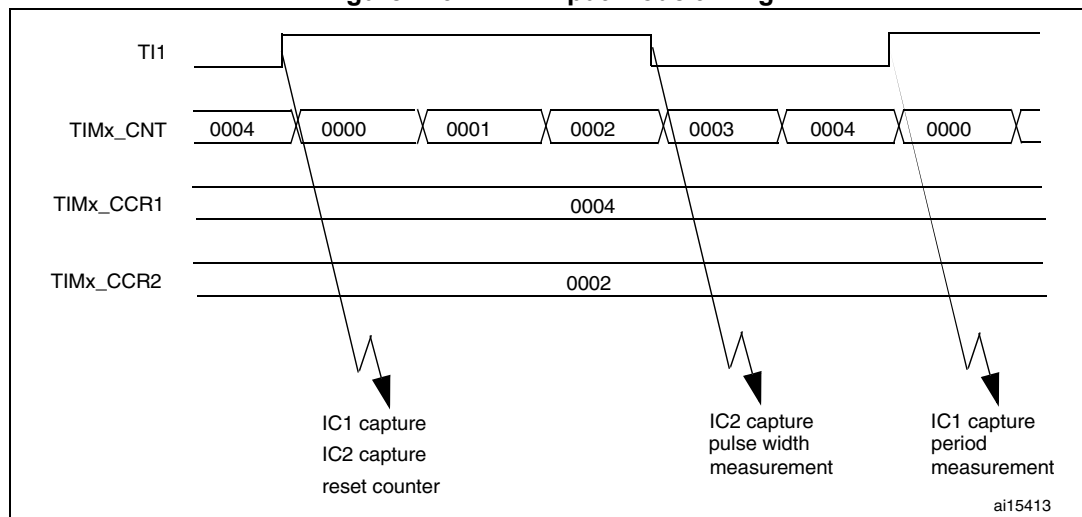 TI1
TIMx_CNT 0004 0000 0001 0002 0003 0004 0000
TIMx_CCR1 0004
TIMx_CCR2 0002
IC1 capture
IC2 capture
reset counter
IC2 capture
pulse width
measurement
IC1 capture
period
measurement
ai15413